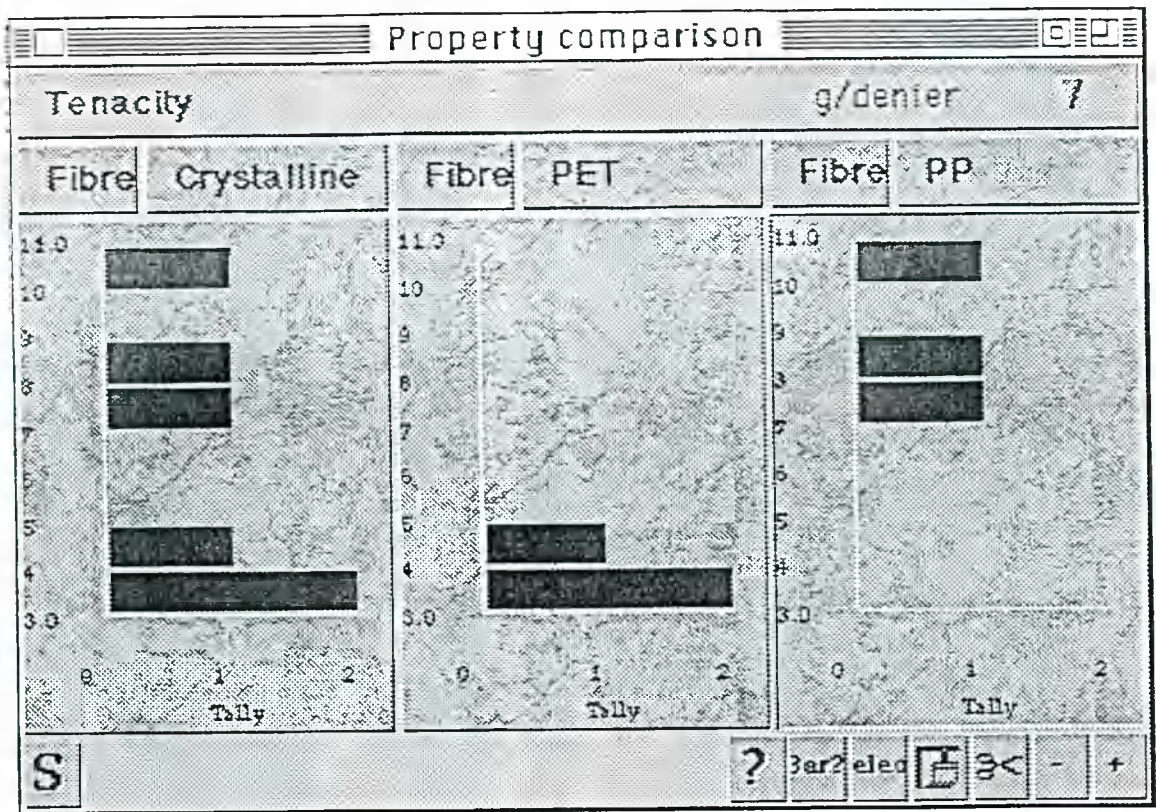 Property comparison
Tenacity g/denier 7
Fibre Crystalline Fibre PET Fibre PP
11.0 11.0 11.0
10 10 10
9 9 9
8 8 8
7 7 7
6 6 6
5 5 5
4 4 4
3.0 3.0 3.0
0 1 2 0 1 2 0 1 2
Tally Tally Tally
S ? Bar? elec - +